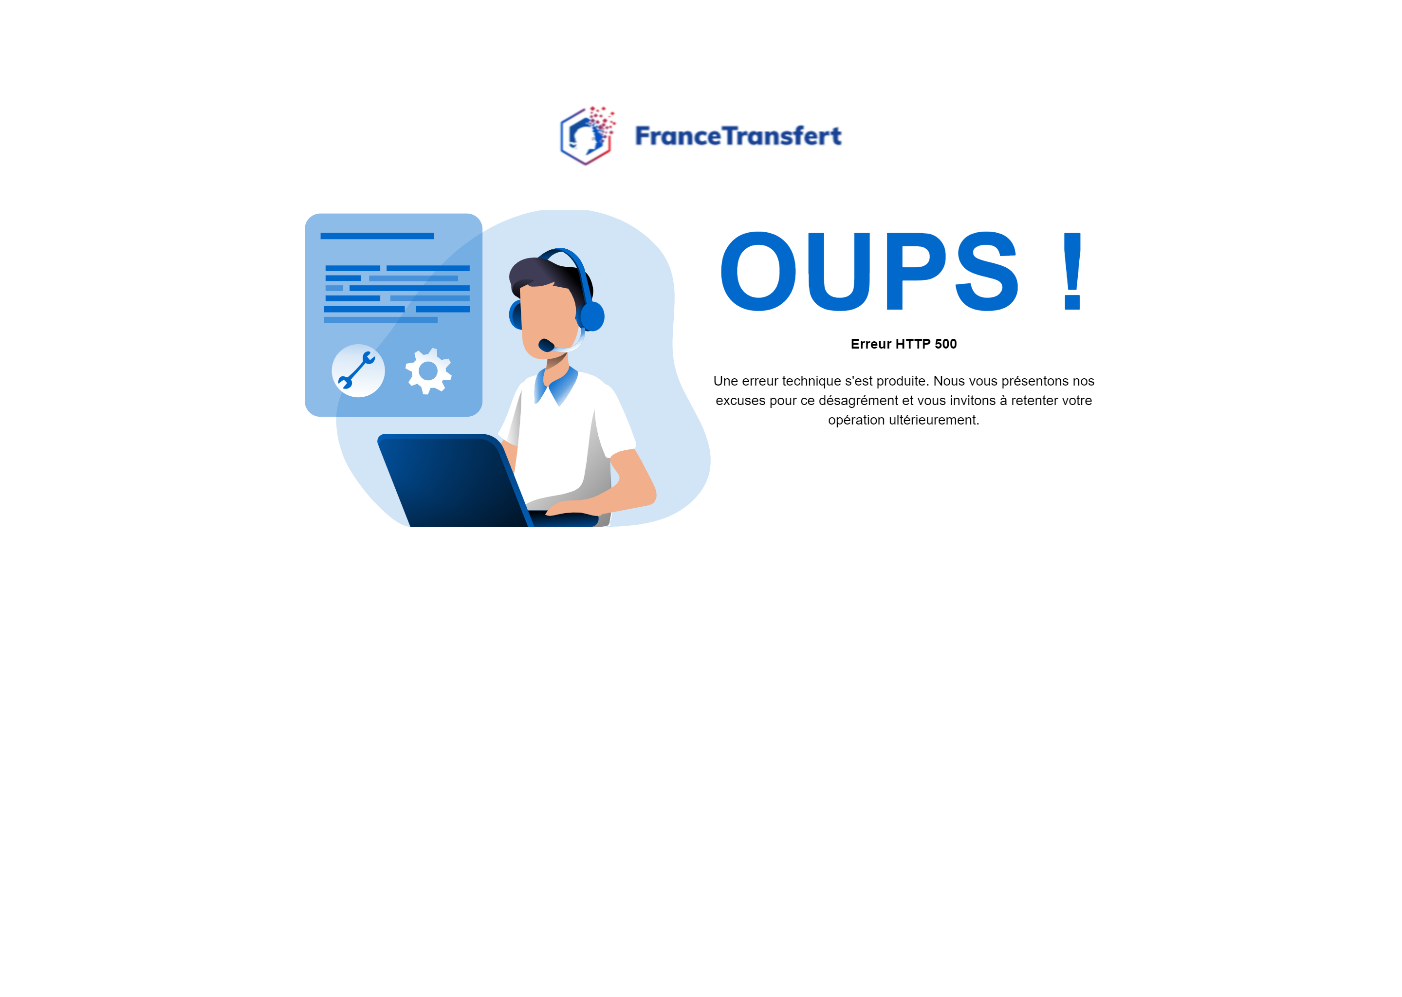 FranceTransfert
OUPS !
Erreur HTTP 500
Une erreur technique s'est produite. Nous vous présentons nos
excuses pour ce désagrément et vous invitons à retenter votre
opération ultérieurement.